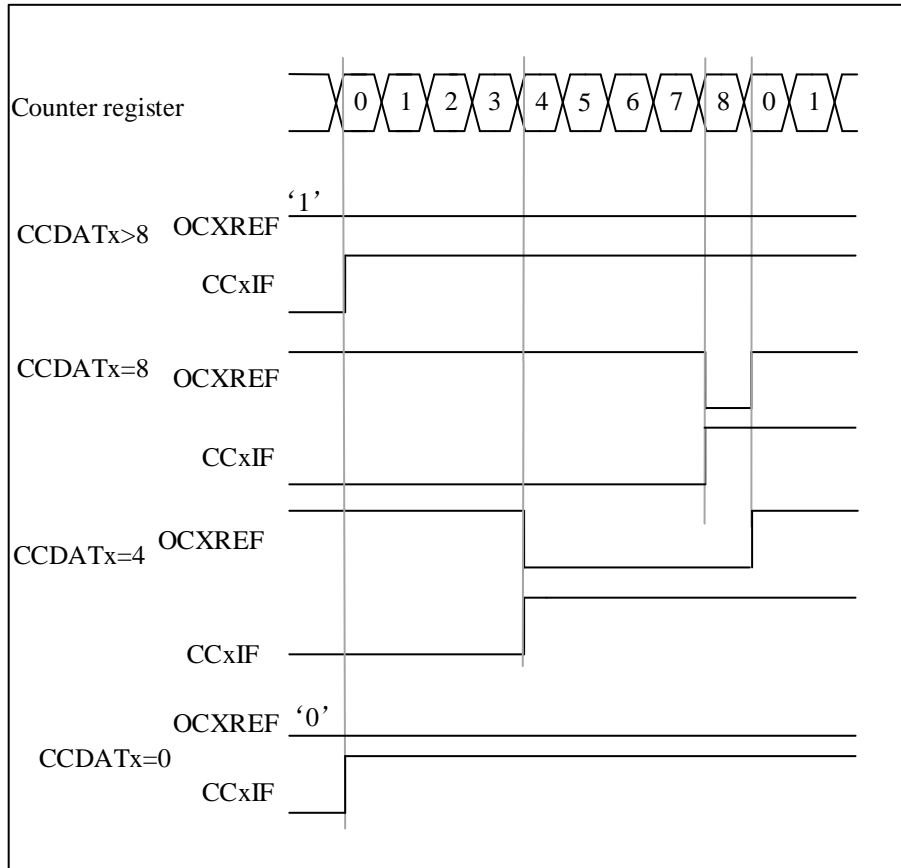 Counter register 0 1 2 3 4 5 6 7 8 0 1
‘1’
CCDATx>8 OCXREF
CCxIF
CCDATx=8 OCXREF
CCxIF
CCDATx=4 OCXREF
CCxIF
OCXREF ‘0’
CCDATx=0
CCxIF